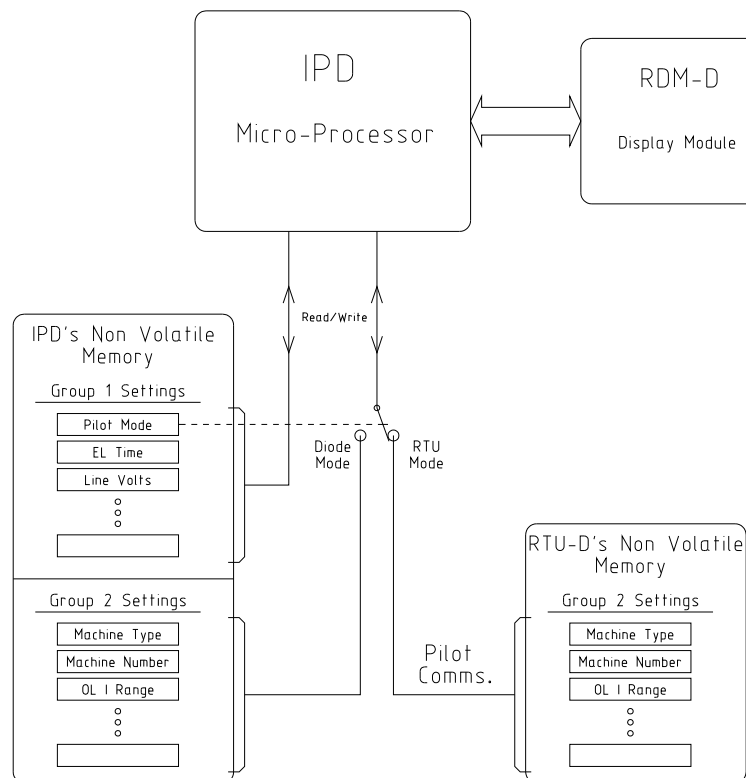 IPD
Micro-Processor
RDM-D
Display Module
Read/Write
IPD's Non Volatile
Memory
Group 1 Settings
Pilot Mode
EL Time
Line Volts
Diode
Mode
RTU
Mode
Group 2 Settings
Machine Type
Machine Number
OL I Range
Pilot
Comms.
RTU-D's Non Volatile
Memory
Group 2 Settings
Machine Type
Machine Number
OL I Range